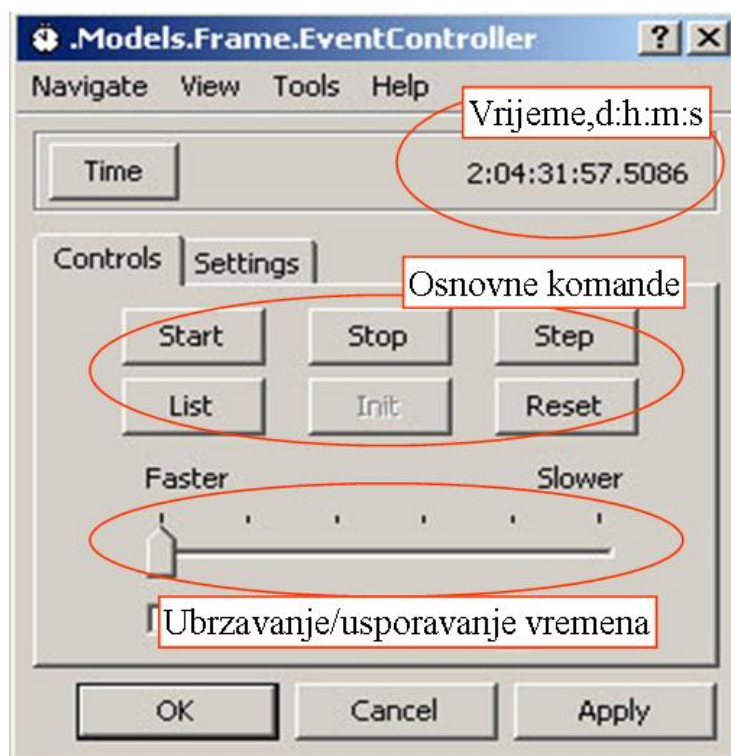 .Models.Frame.EventController
Navigate View Tools Help
Vrijeme,d:h:m:s
Time 2:04:31:57.5086
Controls Settings
Osnovne komande
Start Stop Step
List Init Reset
Faster Slower
Ubrzavanje/usporavanje vremena
OK Cancel Apply